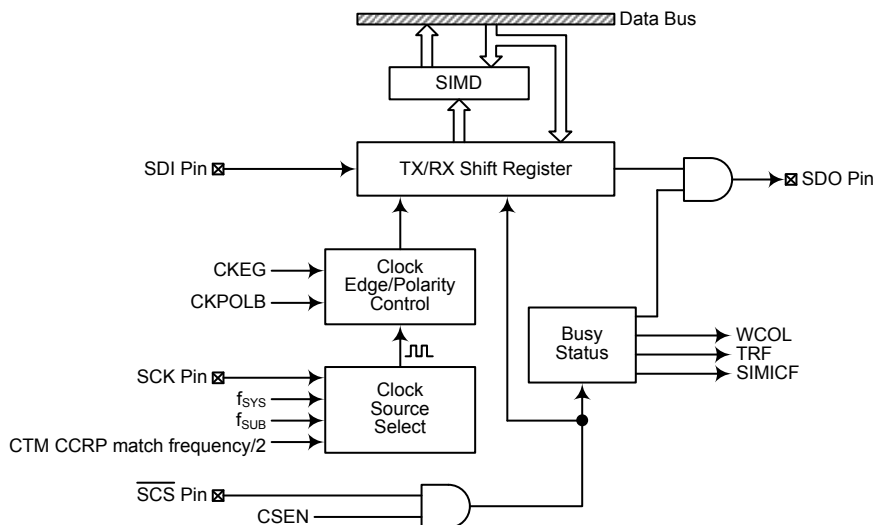 Data Bus
SIMD
SDI Pin
TX/RX Shift Register
SDO Pin
CKEG
CKPOLB
Clock
Edge/Polarity
Control
Busy
Status
WCOL
TRF
SIMICF
SCK Pin
fSYS
fSUB
CTM CCRP match frequency/2
Clock
Source
Select
SCS Pin
CSEN